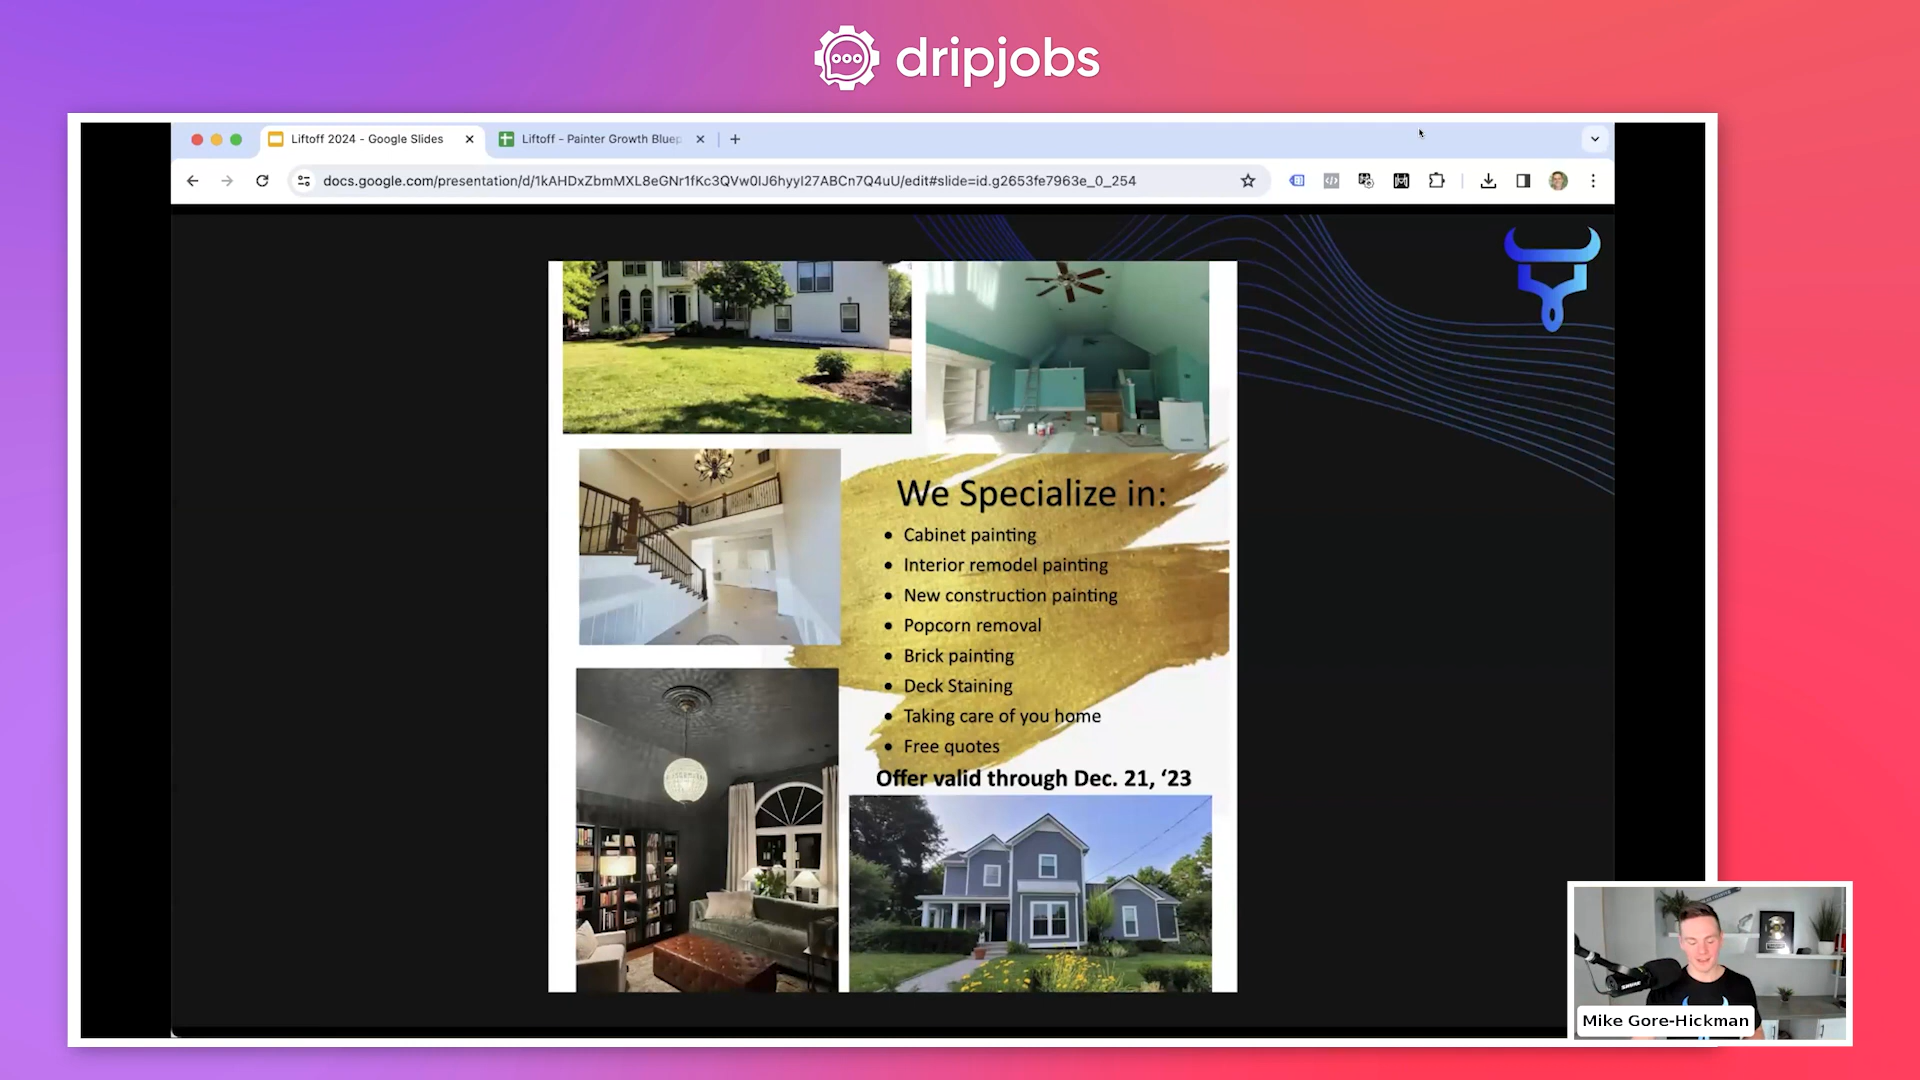 dripjobs
Liftoff 2024 - Google Slides
Liftoff - Painter Growth Bluep
docs.google.com/presentation/d/1kAHDxZbmMXL8eGNr1fKc3QVw0IJ6hyyI27ABCn7Q4uU/edit#slide=id.g2653fe7963e_0_254
We Specialize in:
• Cabinet painting
• Interior remodel painting
• New construction painting
• Popcorn removal
• Brick painting
• Deck Staining
• Taking care of you home
• Free quotes
Offer valid through Dec. 21, ‘23
SHURE
Mike Gore-Hickman